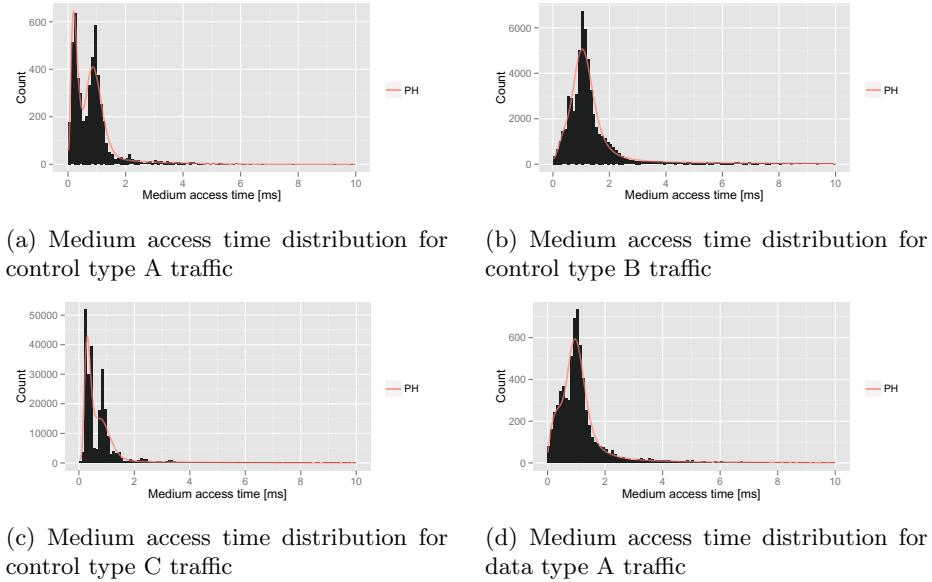 600
400
200
0
Count
0 2 4 6 8 10
Medium access time [ms]
PH
(a) Medium access time distribution for
control type A traffic
6000
4000
2000
0
Count
0 2 4 6 8 10
Medium access time [ms]
PH
(b) Medium access time distribution for
control type B traffic
50000
40000
30000
20000
10000
0
Count
0 2 4 6 8 10
Medium access time [ms]
PH
(c) Medium access time distribution for
control type C traffic
600
400
200
0
Count
0 2 4 6 8 10
Medium access time [ms]
PH
(d) Medium access time distribution for
data type A traffic